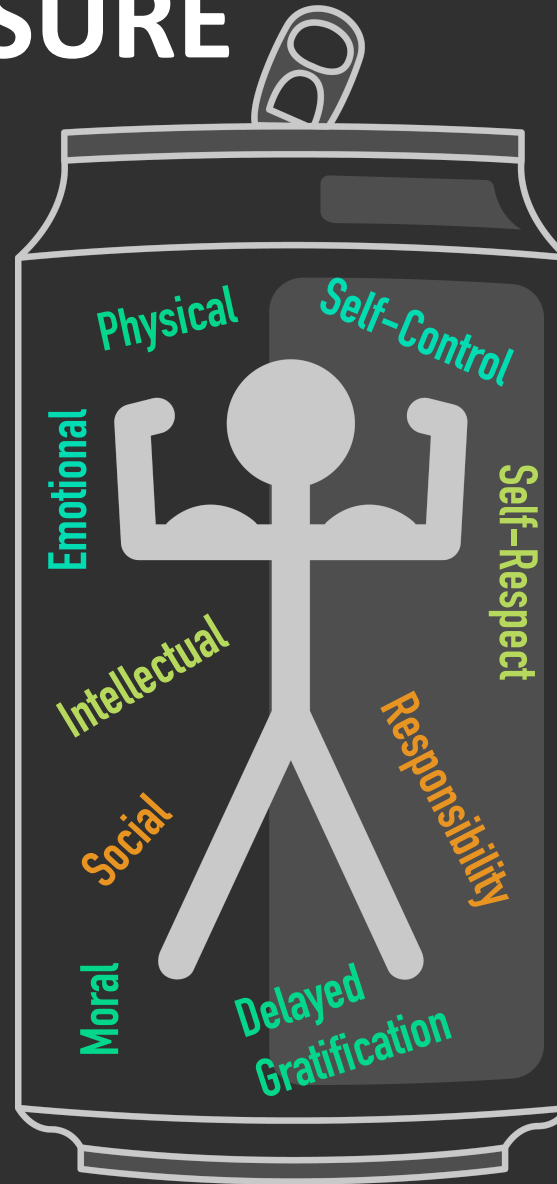 SURE
Physical
Self-Control
Emotional
Self-Respect
Intellectual
Responsibility
Social
Moral
Delayed
Gratification